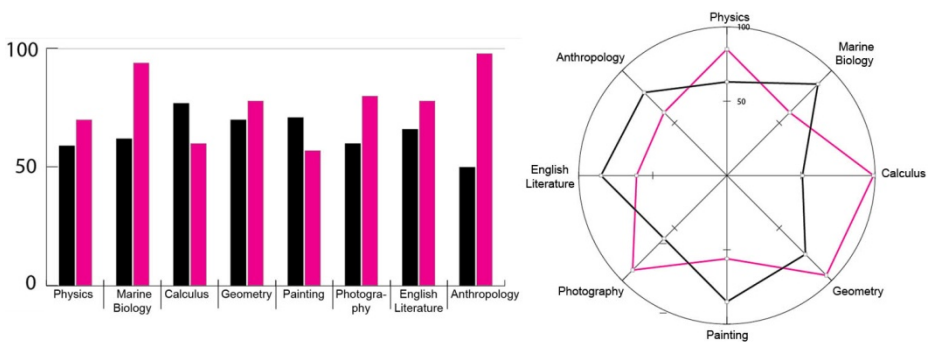 100
50
0
Physics
Marine
Biology
Calculus
Geometry
Painting
Photogra-
phy
English
Literature
Anthropology
Physics
100
Anthropology
Marine
Biology
50
English
Literature
Calculus
Photography
Geometry
Painting